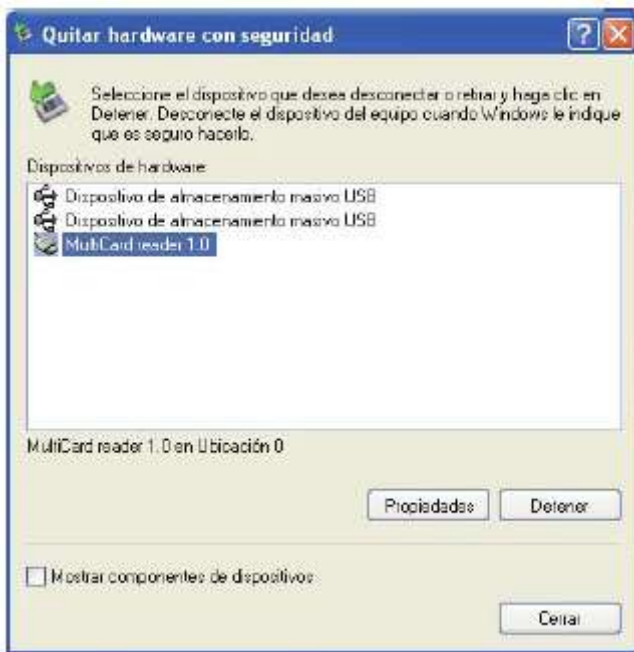 Quitar hardware con seguridad
Seleccione el dispositivo que desea desconectar o retirar y haga clic en
Detener. Desconecte el dispositivo del equipo cuando Windows le indique
que es seguro hacerlo.
Dispositivos de hardware:
Dispositivo de almacenamiento masivo USB
Dispositivo de almacenamiento masivo USB
MultiCard reader 1.0
MultiCard reader 1.0 en Ubicación 0
Propiedades Detener
Mostrar componentes de dispositivos
Cerrar